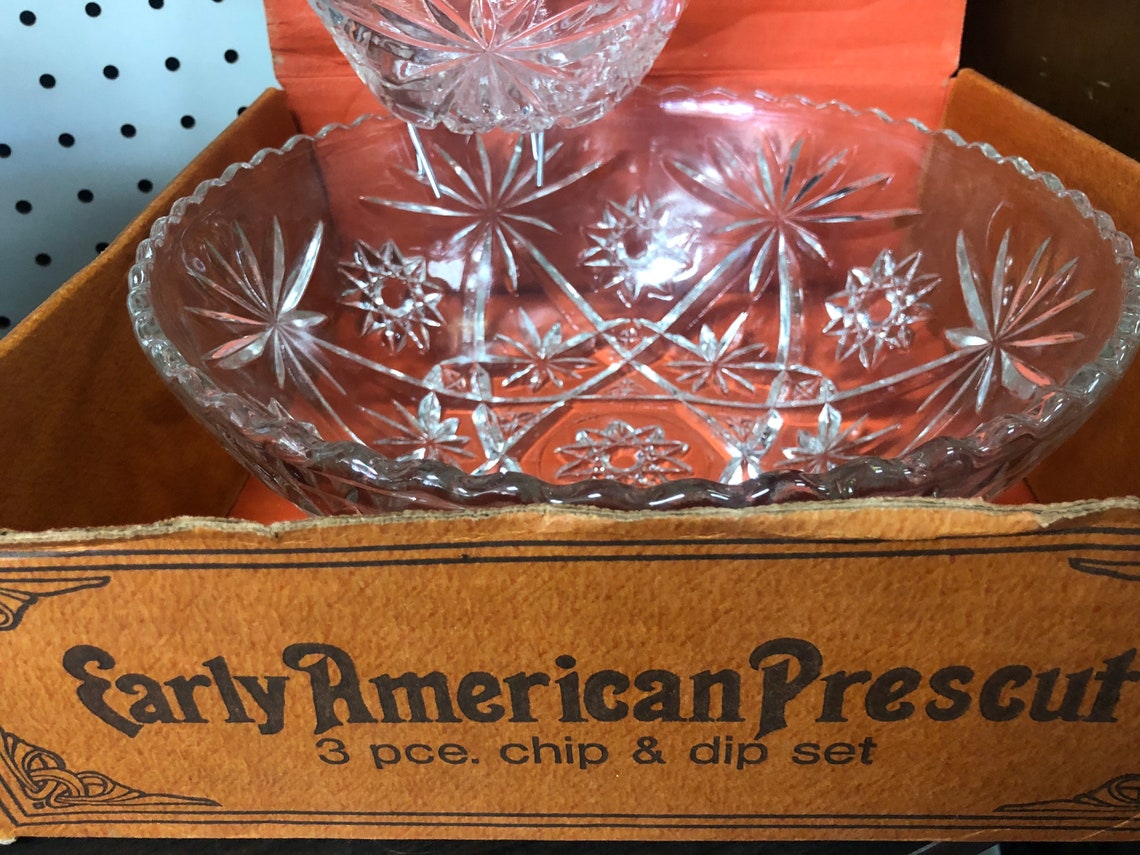 Early American Prescut
3 pce. chip & dip set